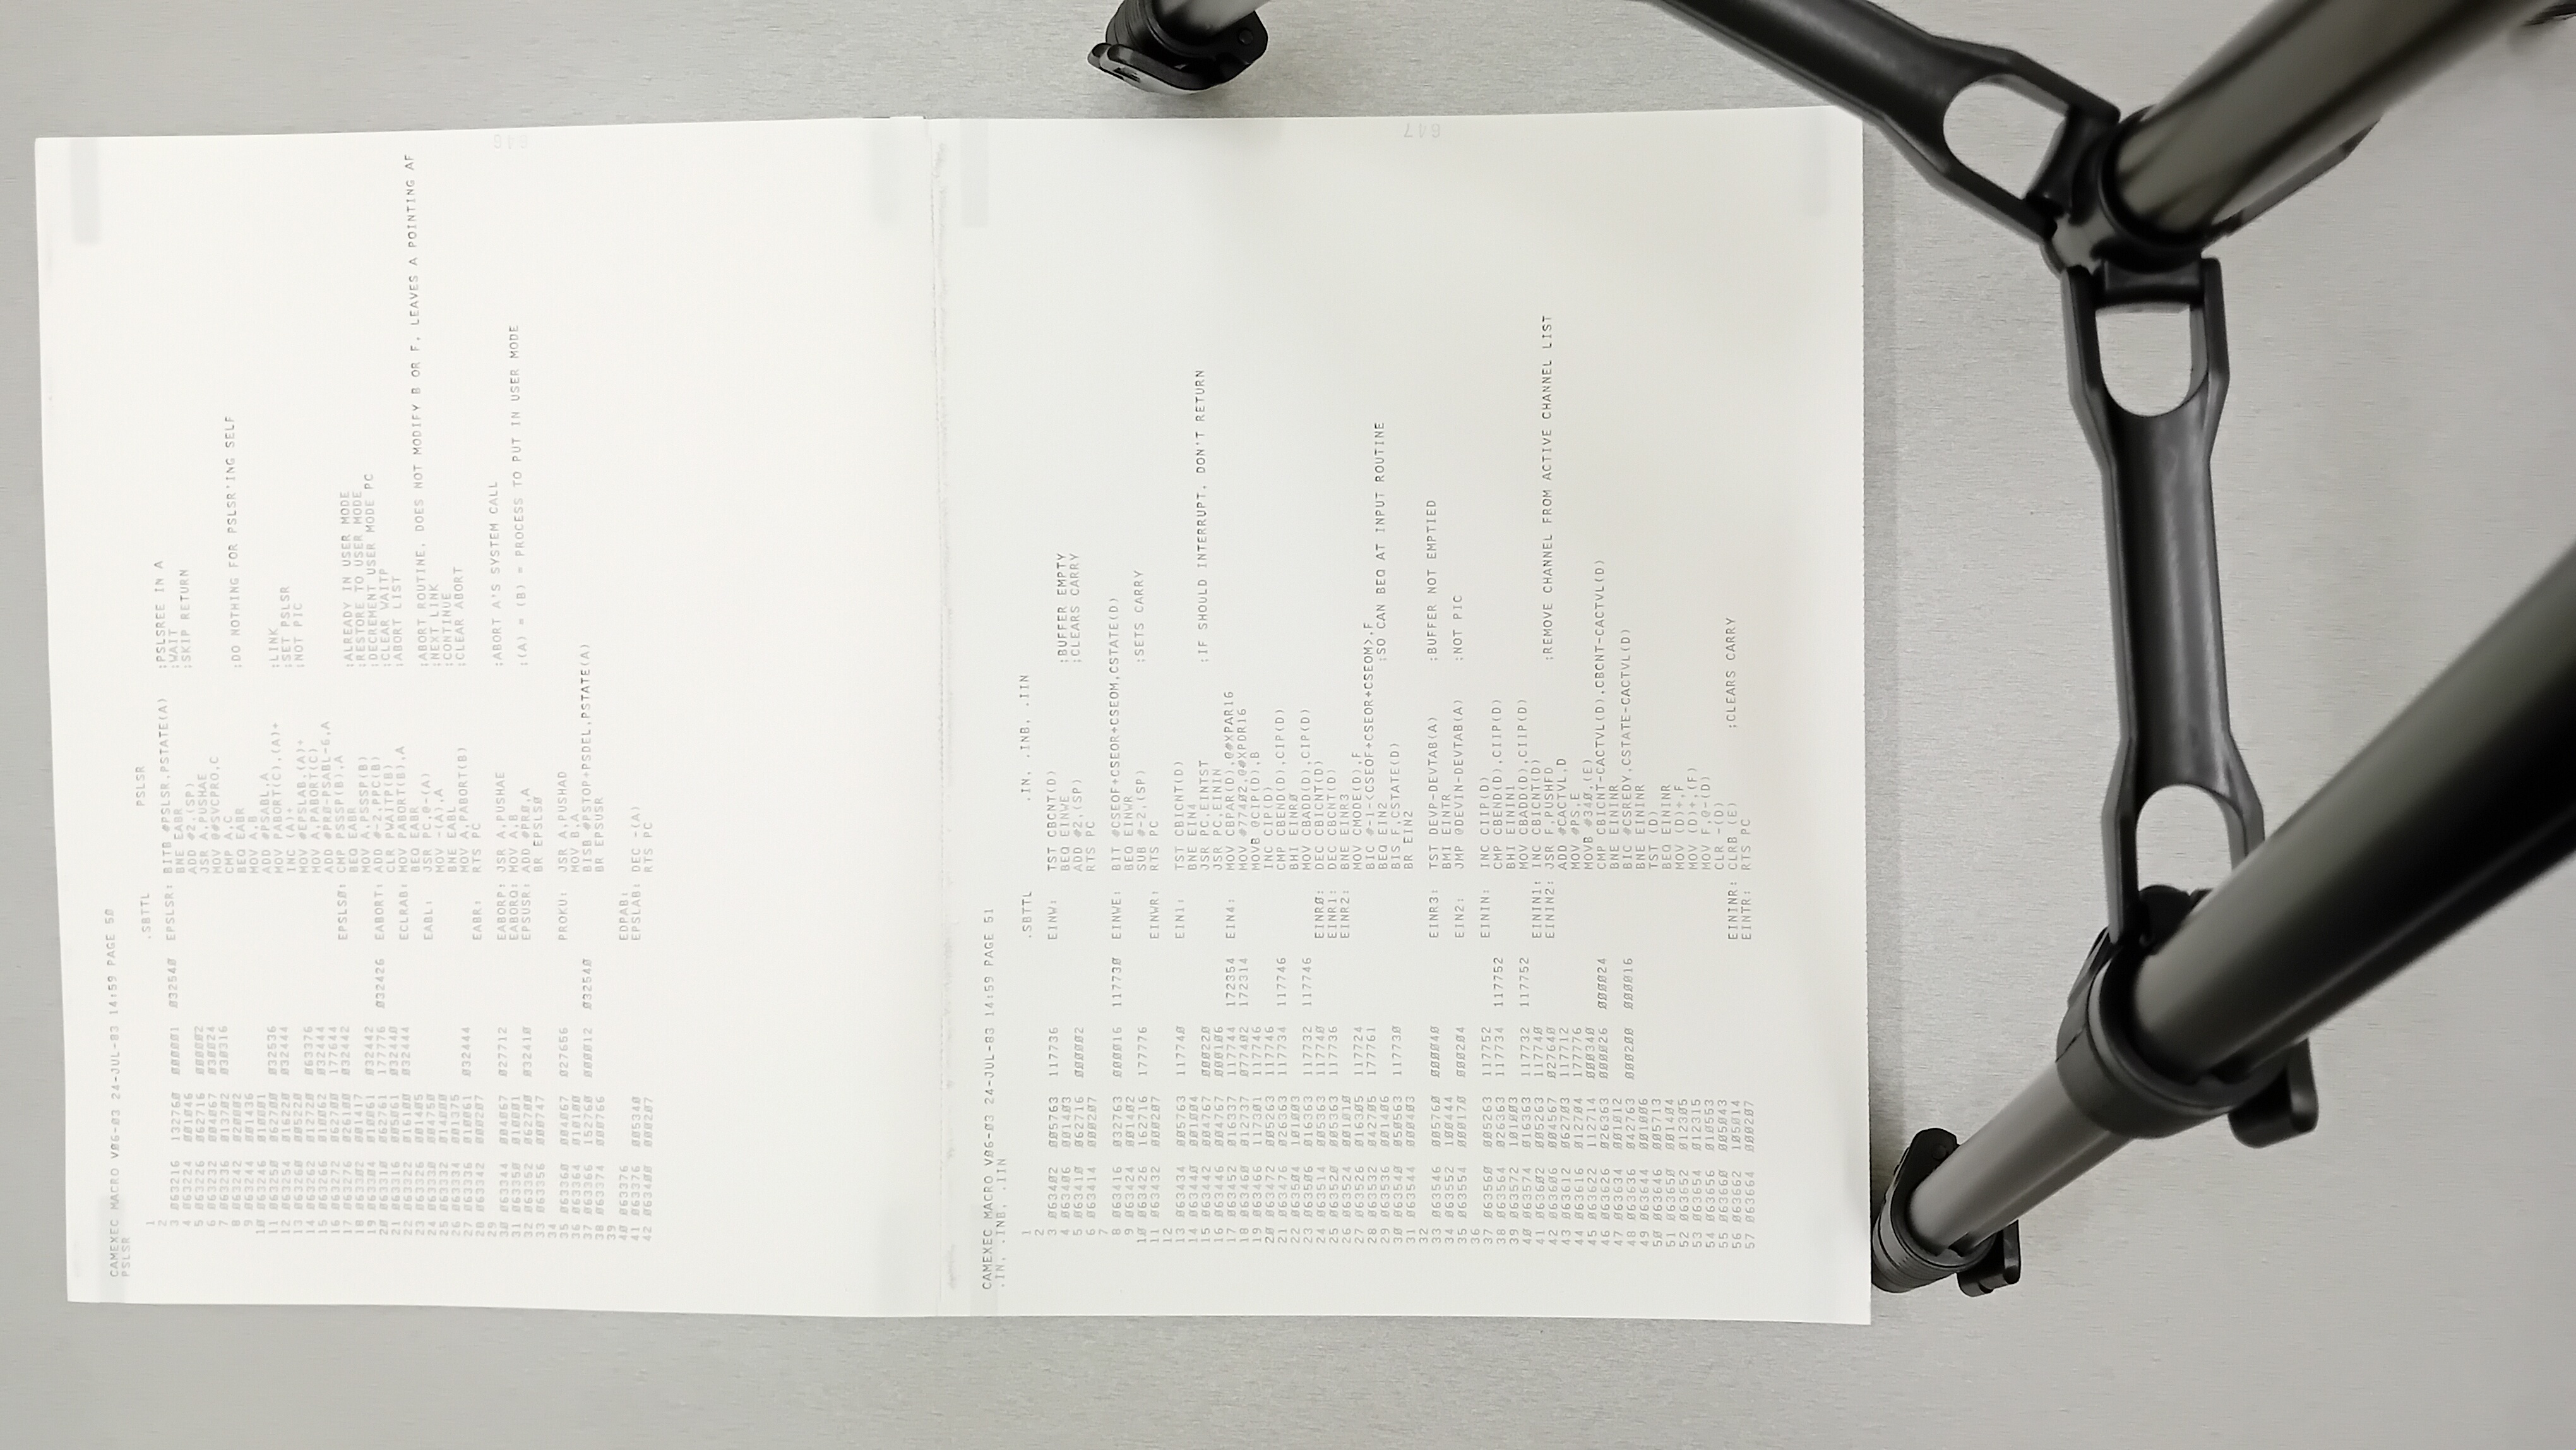 CAMEXEC MACRO VØ6-Ø3 24-JUL-83 14:59 PAGE 5Ø
PSLSR
1 .SBTTL PSLSR
2
3 Ø63216 13276Ø ØØØØØ1 Ø3254Ø EPSLSR: BITB #PSLSR,PSTATE(A) ;PSLSREE IN A
4 Ø63224 ØØ1Ø46 BNE EABR ;WAIT
5 Ø63226 Ø62716 ØØØØØ2 ADD #2,(SP) ;SKIP RETURN
6 Ø63232 ØØ4Ø67 Ø3ØØ24 JSR A,PUSHAE
7 Ø63236 Ø137Ø2 Ø3Ø316 MOV @#SVCPRO,C
8 Ø63242 Ø2ØØØ2 CMP A,C
9 Ø63244 ØØ1436 BEQ EABR ;DO NOTHING FOR PSLSR'ING SELF
1Ø Ø63246 Ø1ØØØ1 MOV A,B
11 Ø6325Ø Ø627ØØ Ø32536 ADD #PSABL,A
12 Ø63254 Ø1622Ø Ø32444 MOV PABORT(C),(A)+ ;LINK
13 Ø6326Ø ØØ522Ø INC (A)+ ;SET PSLSR
14 Ø63262 Ø1272Ø Ø63376 MOV #EPSLAB,(A)+ ;NOT PIC
15 Ø63266 Ø1ØØ62 Ø32444 MOV A,PABORT(C)
16 Ø63272 Ø627ØØ 177644 ADD #PRØ-PSABL-6,A
17 Ø63276 Ø261ØØ Ø32442 EPSLSØ: CMP PSSSP(B),A
18 Ø633Ø2 ØØ1417 BEQ EABR ;ALREADY IN USER MODE
19 Ø633Ø4 Ø1ØØ61 Ø32442 MOV A,PSSSP(B) ;RESTORE TO USER MODE
2Ø Ø6331Ø Ø62761 177776 Ø32426 EABORT: ADD #-2,PPC(B) ;DECREMENT USER MODE PC
21 Ø63316 ØØ5Ø61 Ø3244Ø CLR PWAITP(B) ;CLEAR WAITP
22 Ø63322 Ø161ØØ Ø32444 ECLRAB: MOV PABORT(B),A ;ABORT LIST
23 Ø63326 ØØ14Ø5 BEQ EABR
24 Ø6333Ø ØØ475Ø EABL: JSR PC,@-(A) ;ABORT ROUTINE, DOES NOT MODIFY B OR F, LEAVES A POINTING AF
25 Ø63332 Ø14ØØØ MOV -(A),A ;NEXT LINK
26 Ø63334 ØØ1375 BNE EABL ;CONTINUE
27 Ø63336 Ø1ØØ61 Ø32444 MOV A,PABORT(B) ;CLEAR ABORT
28 Ø63342 ØØØ2Ø7 EABR: RTS PC
29
3Ø Ø63344 ØØ4Ø67 Ø27712 EABORP: JSR A,PUSHAE ;ABORT A'S SYSTEM CALL
31 Ø6335Ø Ø1ØØØ1 EABORQ: MOV A,B
32 Ø63352 Ø627ØØ Ø3241Ø EPSUSR: ADD #PRØ,A ;(A) = (B) = PROCESS TO PUT IN USER MODE
33 Ø63356 ØØØ747 BR EPSLSØ
34
35 Ø6336Ø ØØ4Ø67 Ø27656 PROKU: JSR A,PUSHAD
36 Ø63364 Ø1Ø1ØØ MOV B,A
37 Ø63366 15276Ø ØØØØ12 Ø3254Ø BISB #PSTOP+PSDEL,PSTATE(A)
38 Ø63374 ØØØ766 BR EPSUSR
39
4Ø Ø63376 EDPAB:
41 Ø63376 ØØ534Ø EPSLAB: DEC -(A)
42 Ø634ØØ ØØØ2Ø7 RTS PC
646
CAMEXEC MACRO VØ6-Ø3 24-JUL-83 14:59 PAGE 51
.IN, .INB, .IIN
1 .SBTTL .IN, .INB, .IIN
2
3 Ø634Ø2 ØØ5763 117736 EINW: TST CBCNT(D)
4 Ø634Ø6 ØØ14Ø3 BEQ EINWE ;BUFFER EMPTY
5 Ø6341Ø Ø62716 ØØØØØ2 ADD #2,(SP) ;CLEARS CARRY
6 Ø63414 ØØØ2Ø7 RTS PC
7
8 Ø63416 Ø32763 ØØØØ16 11773Ø EINWE: BIT #CSEOF+CSEOR+CSEOM,CSTATE(D)
9 Ø63424 ØØ14Ø2 BEQ EINWR
1Ø Ø63426 162716 177776 SUB #-2,(SP) ;SETS CARRY
11 Ø63432 ØØØ2Ø7 EINWR: RTS PC
12
13 Ø63434 ØØ5763 11774Ø EIN1: TST CBICNT(D)
14 Ø6344Ø ØØ1ØØ4 BNE EIN4
15 Ø63442 ØØ4767 ØØØ22Ø JSR PC,EINTST ;IF SHOULD INTERRUPT, DON'T RETURN
16 Ø63446 ØØ4767 ØØØ1Ø6 JSR PC,EININ
17 Ø63452 Ø16337 117744 172354 EIN4: MOV CBPAR(D),@#XPAR16
18 Ø6346Ø Ø12737 Ø774Ø2 172314 MOV #774Ø2,@#XPDR16
19 Ø63466 1173Ø1 117746 MOVB @CIP(D),B
2Ø Ø63472 ØØ5263 117746 INC CIP(D)
21 Ø63476 Ø26363 117734 117746 CMP CBEND(D),CIP(D)
22 Ø635Ø4 1Ø1ØØ3 BHI EINRØ
23 Ø635Ø6 Ø16363 117732 117746 MOV CBADD(D),CIP(D)
24 Ø63514 ØØ5363 11774Ø EINRØ: DEC CBICNT(D)
25 Ø6352Ø ØØ5363 117736 EINR1: DEC CBCNT(D)
26 Ø63524 ØØ1Ø1Ø EINR2: BNE EINR3
27 Ø63526 Ø163Ø5 117724 MOV CMODE(D),F
28 Ø63532 Ø427Ø5 177761 BIC #-1-<CSEOF+CSEOR+CSEOM>,F
29 Ø63536 ØØ14Ø6 BEQ EIN2 ;SO CAN BEQ AT INPUT ROUTINE
3Ø Ø6354Ø Ø5Ø563 11773Ø BIS F,CSTATE(D)
31 Ø63544 ØØØ4Ø3 BR EIN2
32
33 Ø63546 ØØ576Ø ØØØØ4Ø EINR3: TST DEVP-DEVTAB(A) ;BUFFER NOT EMPTIED
34 Ø63552 1ØØ444 BMI EINTR
35 Ø63554 ØØØ17Ø ØØØ2Ø4 EIN2: JMP @DEVIN-DEVTAB(A) ;NOT PIC
36
37 Ø6356Ø ØØ5263 117752 EININ: INC CIIP(D)
38 Ø63564 Ø26363 117734 117752 CMP CBEND(D),CIIP(D)
39 Ø63572 1Ø1ØØ3 BHI EININ1
4Ø Ø63574 Ø16363 117732 117752 MOV CBADD(D),CIIP(D)
41 Ø636Ø2 ØØ5263 11774Ø EININ1: INC CBICNT(D)
42 Ø636Ø6 ØØ4567 Ø2764Ø EININ2: JSR F,PUSHFD ;REMOVE CHANNEL FROM ACTIVE CHANNEL LIST
43 Ø63612 Ø627Ø3 117712 ADD #CACTVL,D
44 Ø63616 Ø127Ø4 177776 MOV #PS,E
45 Ø63622 112714 ØØØ34Ø MOVB #34Ø,(E)
46 Ø63626 Ø26363 ØØØØ26 ØØØØ24 CMP CBICNT-CACTVL(D),CBCNT-CACTVL(D)
47 Ø63634 ØØ1Ø12 BNE EININR
48 Ø63636 Ø42763 ØØØ2ØØ ØØØØ16 BIC #CSREDY,CSTATE-CACTVL(D)
49 Ø63644 ØØ1ØØ6 BNE EININR
5Ø Ø63646 ØØ5713 TST (D)
51 Ø6365Ø ØØ14Ø4 BEQ EININR
52 Ø63652 Ø123Ø5 MOV (D)+,F
53 Ø63654 Ø12315 MOV (D)+,(F)
54 Ø63656 Ø1Ø553 MOV F,@-(D)
55 Ø6366Ø ØØ5Ø43 CLR -(D)
56 Ø63662 1Ø5Ø14 EININR: CLRB (E) ;CLEARS CARRY
57 Ø63664 ØØØ2Ø7 EINTR: RTS PC
647